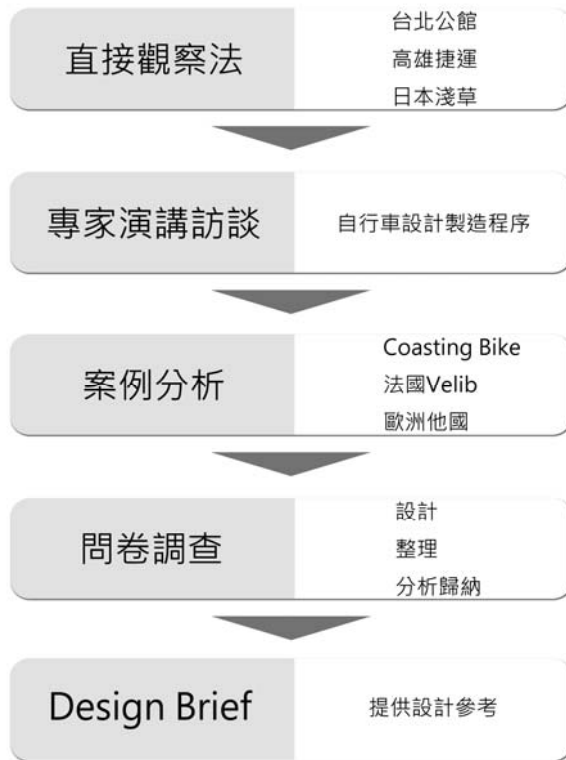 直接觀察法
台北公館
高雄捷運
日本淺草
專家演講訪談
自行車設計製造程序
案例分析
Coasting Bike
法國Velib
歐洲他國
問卷調查
設計
整理
分析歸納
Design Brief
提供設計參考